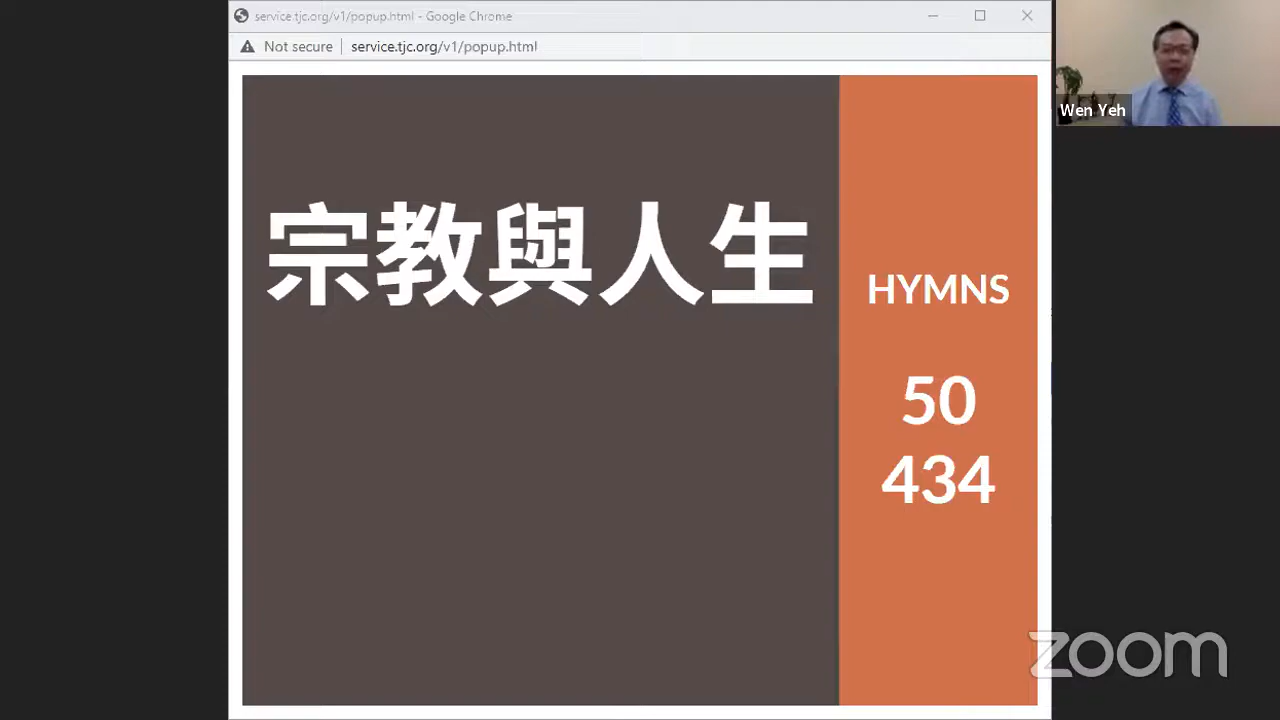 service.tjc.org/v1/popup.html - Google Chrome
Not secure
service.tjc.org/v1/popup.html
宗教與人生
HYMNS
50
434
Wen Yeh
zoom